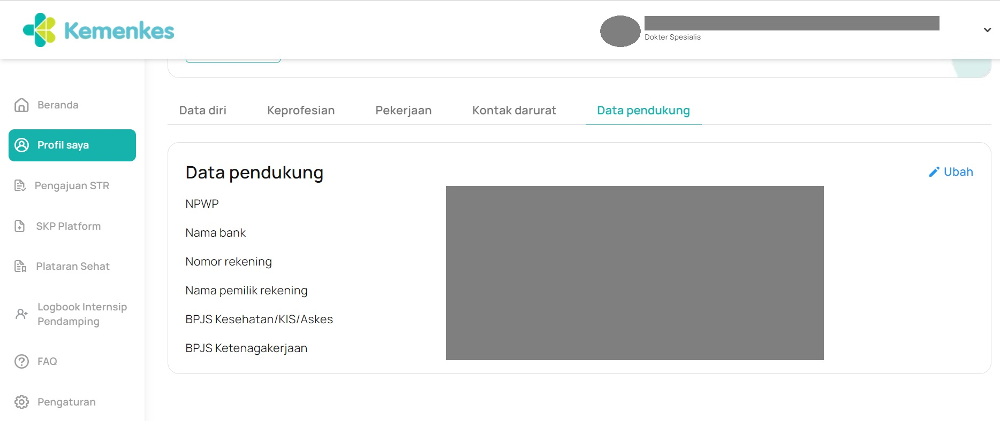 Kemenkes
Dokter Spesialis
Beranda
Profil saya
Pengajuan STR
SKP Platform
Plataran Sehat
Logbook Internsip
Pendamping
FAQ
Pengaturan
Data diri
Keprofesian
Pekerjaan
Kontak darurat
Data pendukung
Data pendukung
Ubah
NPWP
Nama bank
Nomor rekening
Nama pemilik rekening
BPJS Kesehatan/KIS/Askes
BPJS Ketenagakerjaan